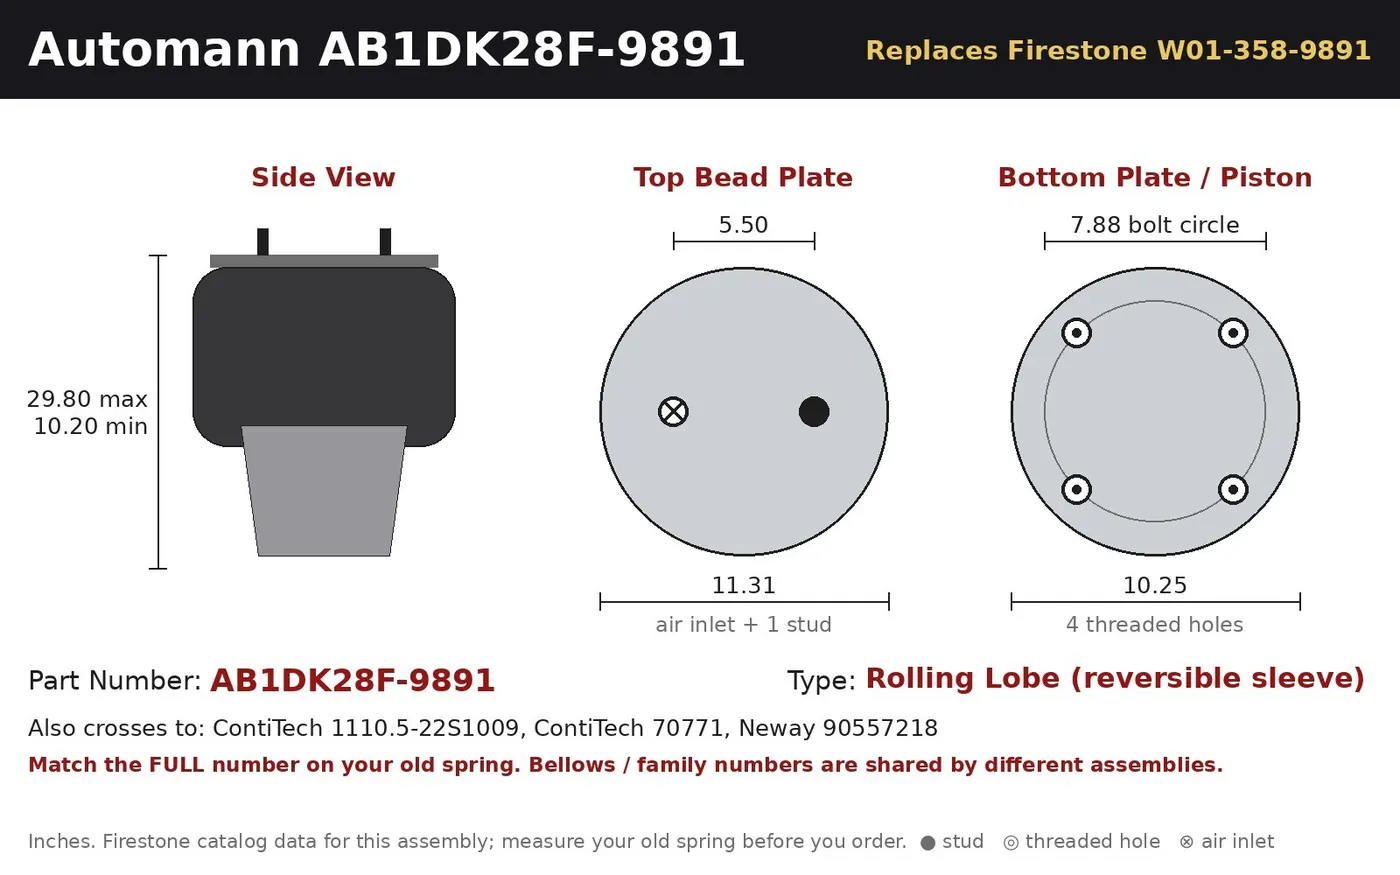 Automann AB1DK28F-9891
Replaces Firestone W01-358-9891
Side View
Top Bead Plate
Bottom Plate / Piston
5.50
7.88 bolt circle
29.80 max
10.20 min
11.31
10.25
air inlet + 1 stud
4 threaded holes
Part Number: AB1DK28F-9891
Type: Rolling Lobe (reversible sleeve)
Also crosses to: ContiTech 1110.5-22S1009, ContiTech 70771, Neway 90557218
Match the FULL number on your old spring. Bellows / family numbers are shared by different assemblies.
Inches. Firestone catalog data for this assembly; measure your old spring before you order. ● stud ◎ threaded hole ⊗ air inlet